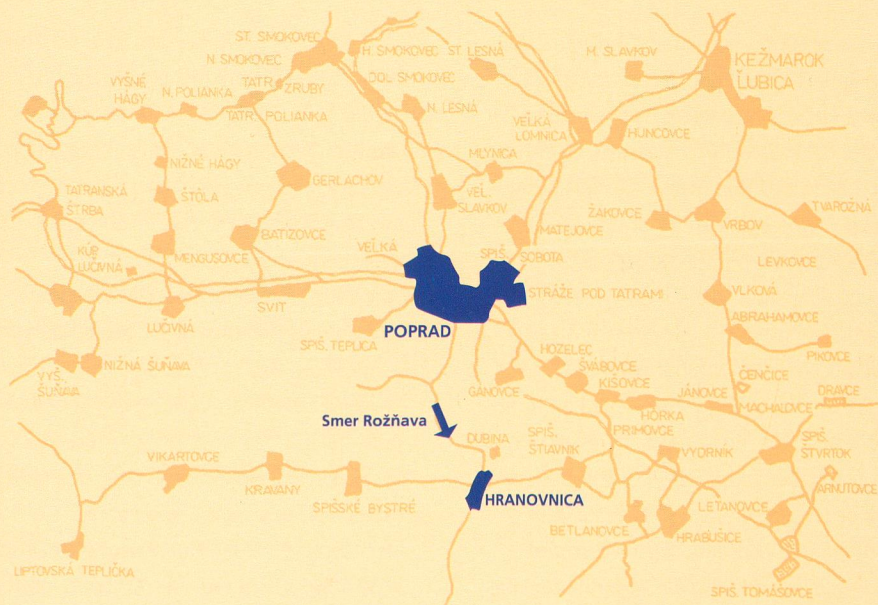 ST. SMOKOVEC
H. SMOKOVEC
ST. LESNÁ
M. SLAVKOV
KEŽMAROK
ĽUBICA
N. SMOKOVEC
DOL. SMOKOVEC
TATR.
ZRUBY
VYŠNÉ
HÁGY
N. POLIANKA
TATR. POLIANKA
N. LESNÁ
VEĽKÁ
LOMNICA
HUNCOVCE
MLYNICA
NIŽNÉ HÁGY
GERLACHOV
TATRANSKÁ
ŠTRBA
ŠTÔLA
VEĽ.
SLAVKOV
ŽAKOVCE
VRBOV
TVAROŽNÁ
BATIZOVCE
MATEJOVCE
KÚP.
LUČIVNÁ
MENGUSOVCE
VEĽKÁ
SPIŠ.
SOBOTA
LEVKOVCE
SVIT
STRÁŽE POD TATRAMI
VLKOVÁ
LUČIVNÁ
POPRAD
ABRAHAMOVCE
SPIŠ. TEPLICA
HOZELEC
PIKOVCE
NIŽNÁ ŠUŇAVA
VYŠ.
ŠUŇAVA
ŠVÁBOVCE
GÁNOVCE
KIŠOVCE
ČENČICE
JÁNOVCE
DRAVCE
HÔRKA
MACHALOVCE
Smer Rožňava
PRIMOVCE
DUBINA
SPIŠ.
ŠTIAVNIK
SPIŠ.
ŠTVRTOK
VIKARTOVCE
VYDRNÍK
KRAVANY
ARNUTOVCE
SPIŠSKÉ BYSTRÉ
HRANOVNICA
LETANOVCE
BETLANOVCE
HRABUŠICE
LIPTOVSKÁ TEPLIČKA
SPIŠ. TOMÁŠOVCE